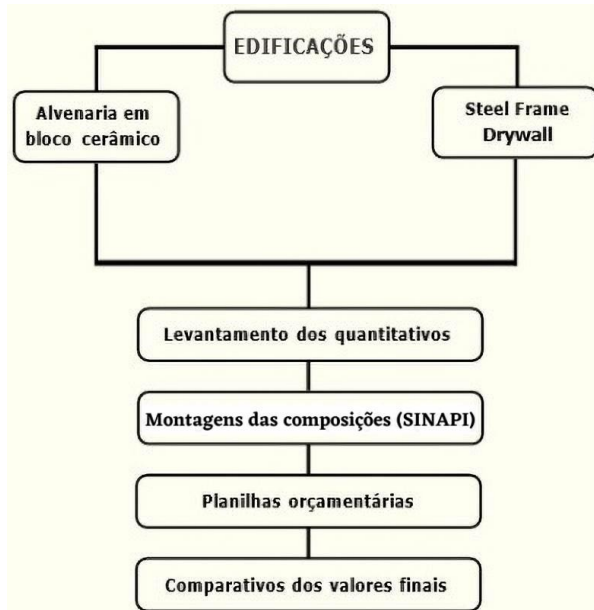 EDIFICAÇÕES
Alvenaria em
bloco cerâmico
Steel Frame
Drywall
Levantamento dos quantitativos
Montagens das composições (SINAPI)
Planilhas orçamentárias
Comparativos dos valores finais